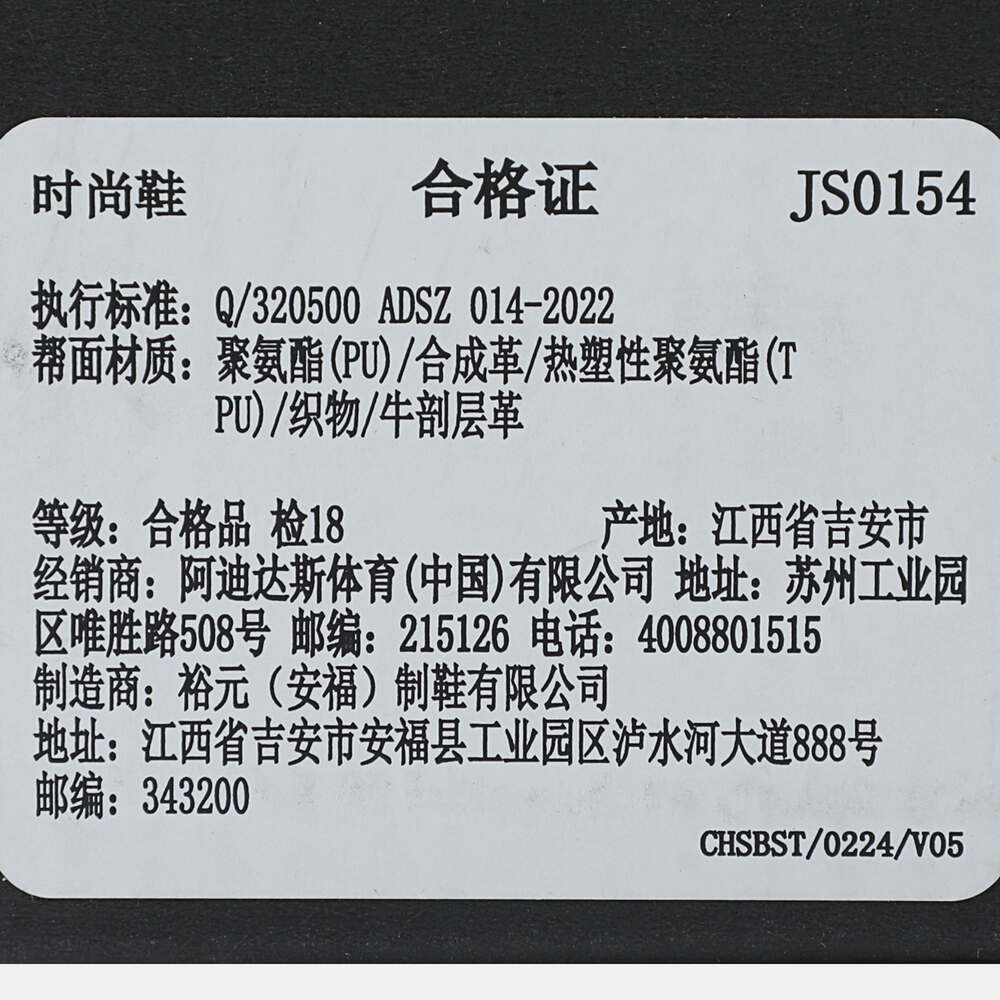 时尚鞋 合格证 JS0154
执行标准：Q/320500 ADSZ 014-2022
帮面材质：聚氨酯(PU)/合成革/热塑性聚氨酯(T
PU)/织物/牛剖层革
等级：合格品 检18 产地：江西省吉安市
经销商：阿迪达斯体育(中国)有限公司 地址：苏州工业园
区唯胜路508号 邮编：215126 电话：4008801515
制造商：裕元（安福）制鞋有限公司
地址：江西省吉安市安福县工业园区泸水河大道888号
邮编：343200
CHSBST/0224/V05